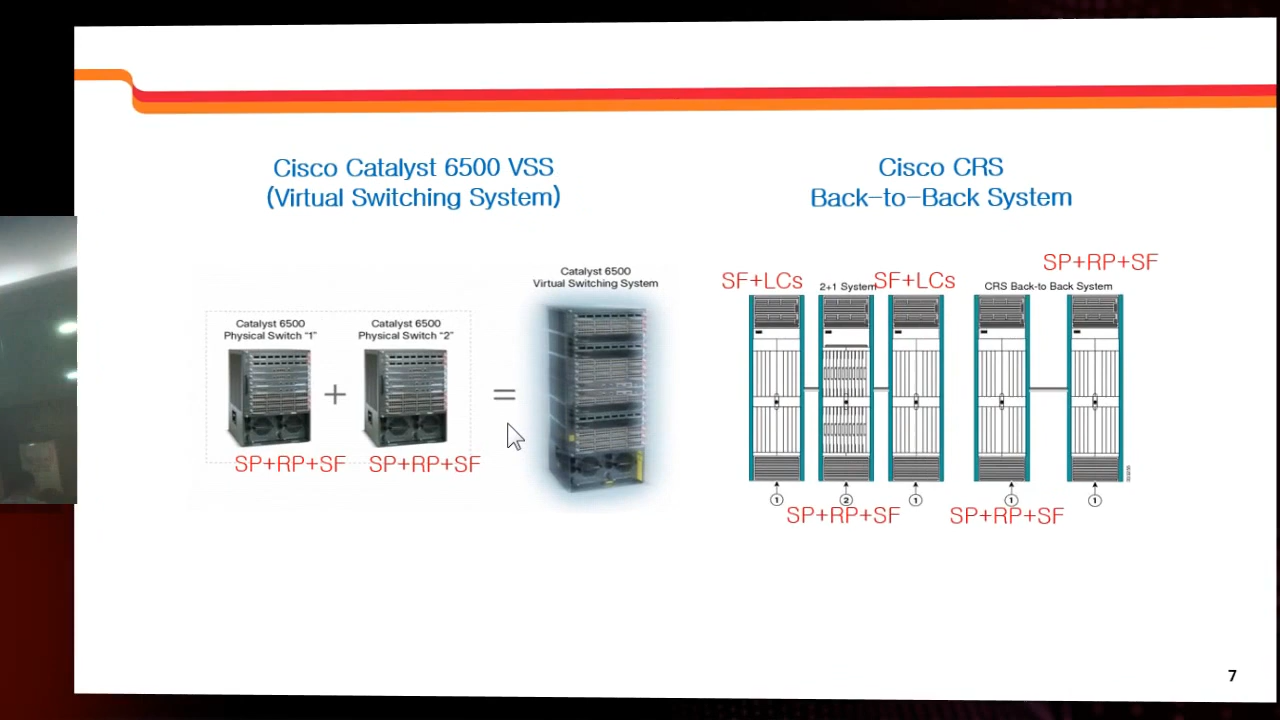 Cisco Catalyst 6500 VSS
(Virtual Switching System)
Catalyst 6500
Virtual Switching System
Catalyst 6500
Physical Switch "1"
Catalyst 6500
Physical Switch "2"
+
=
SP+RP+SF
SP+RP+SF
Cisco CRS
Back-to-Back System
SF+LCs
2+1 System
SF+LCs
SP+RP+SF
CRS Back-to Back System
1
2
1
1
1
SP+RP+SF
SP+RP+SF
7